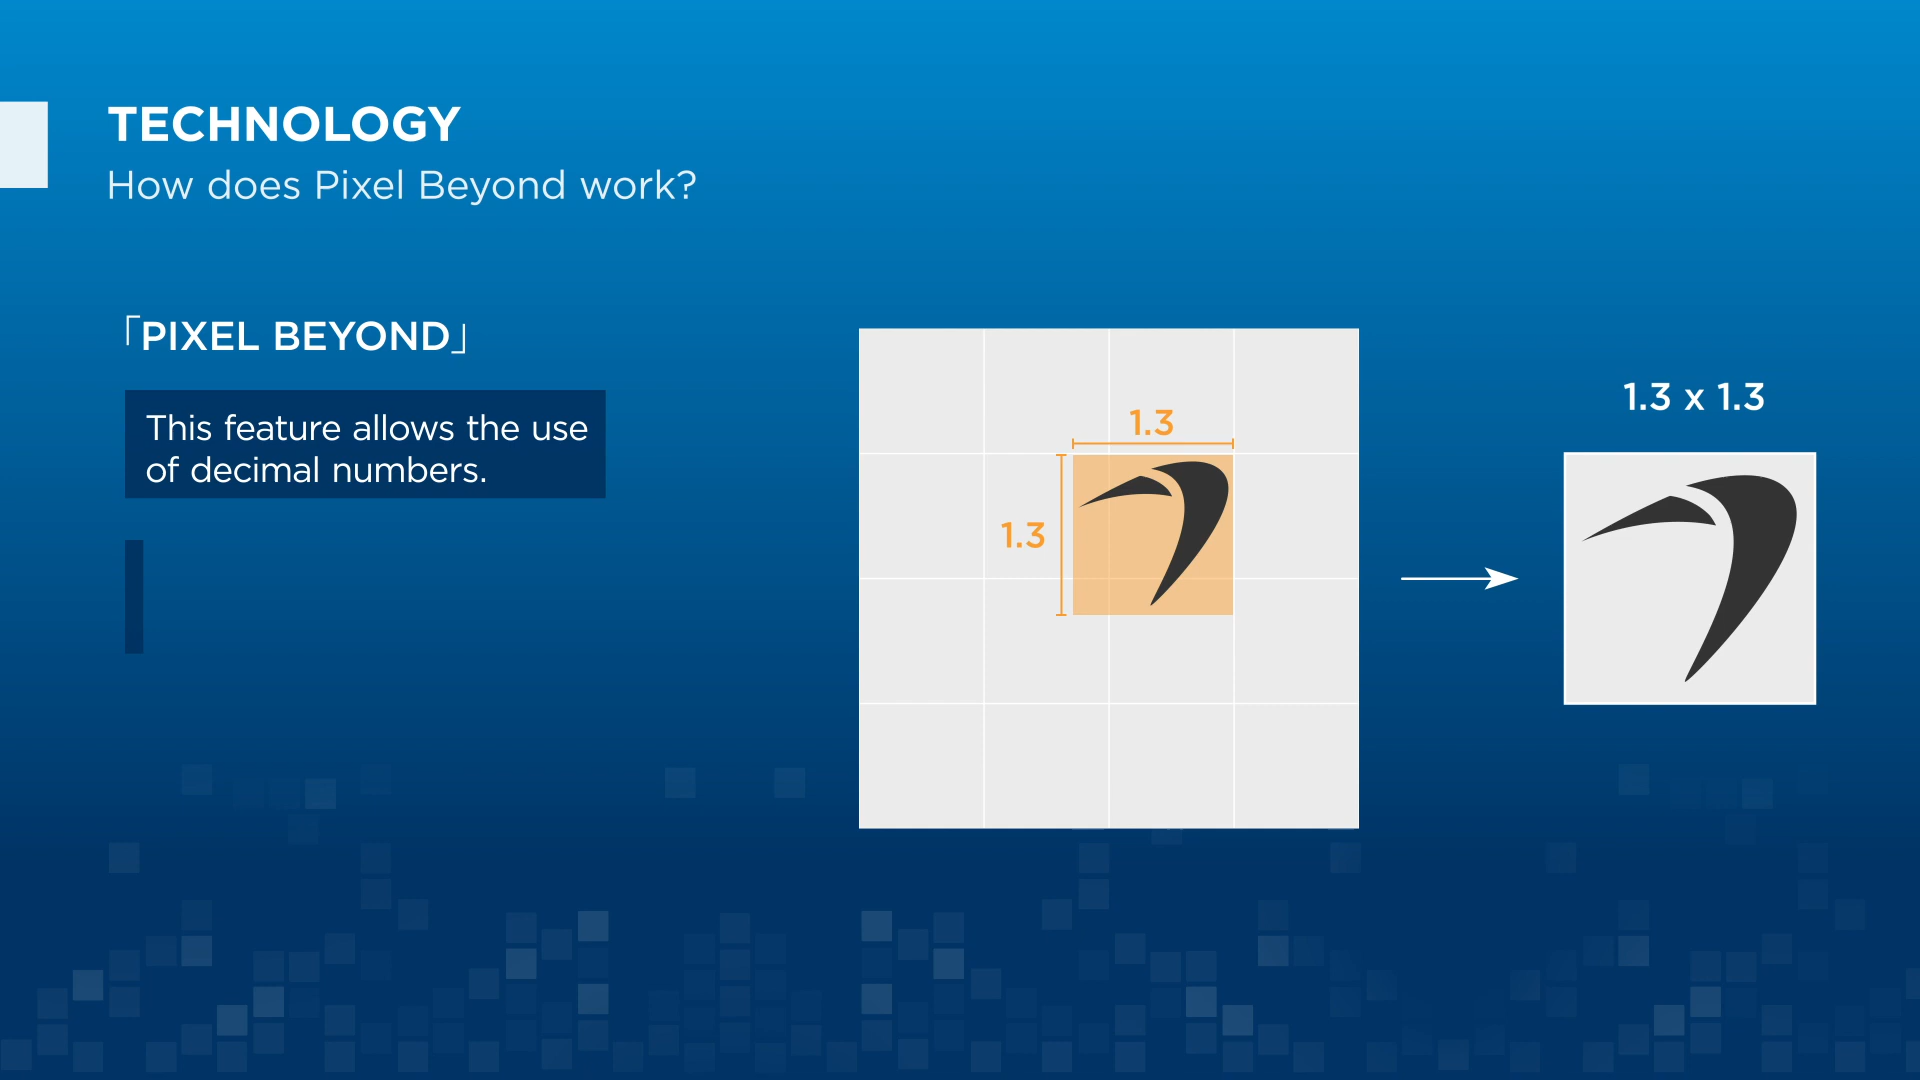 TECHNOLOGY
How does Pixel Beyond work?
「PIXEL BEYOND」
This feature allows the use
of decimal numbers.
1.3
1.3
1.3 x 1.3